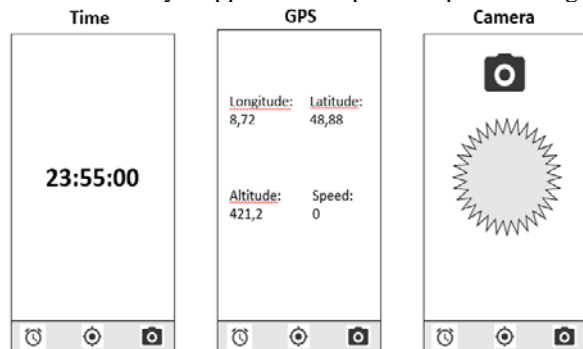 Time
GPS
Camera
23:55:00
Longitude: Latitude:
8,72 48,88
Altitude: Speed:
421,2 0